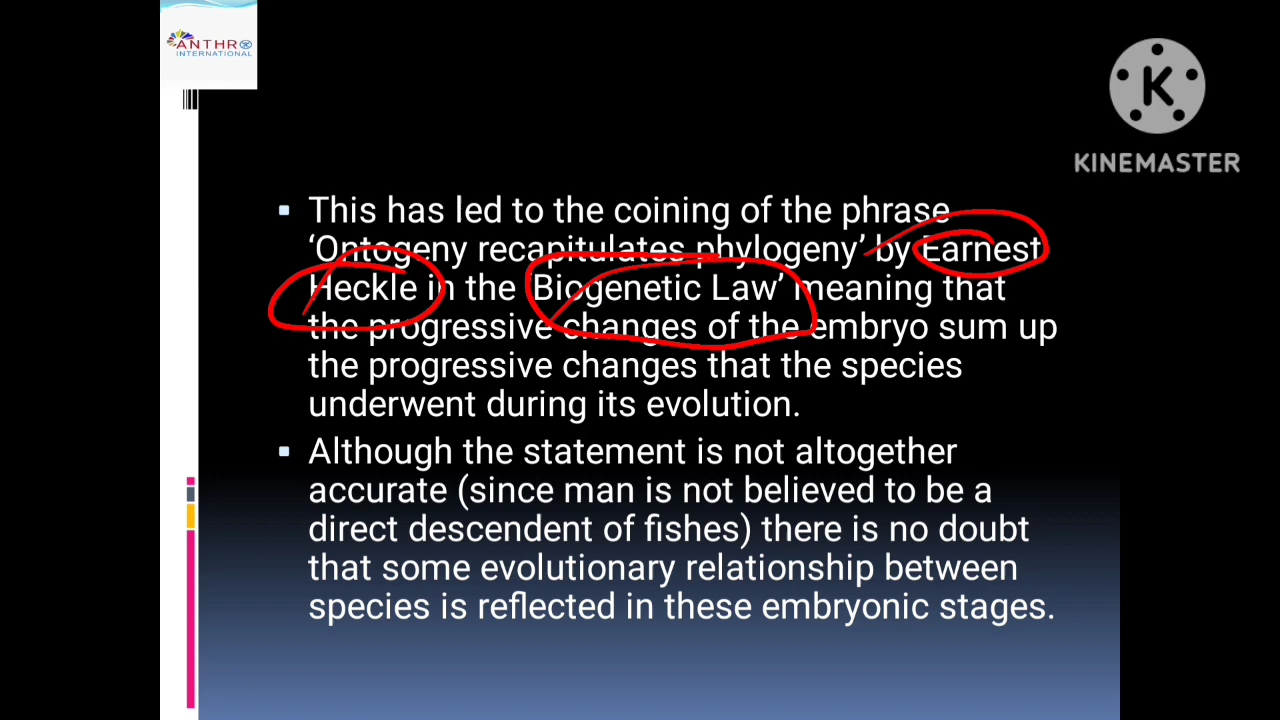 ANTHR
INTERNATIONAL
K
KINEMASTER
This has led to the coining of the phrase
‘Ontogeny recapitulates phylogeny’ by Earnest
Heckle in the ‘Biogenetic Law’ meaning that
the progressive changes of the embryo sum up
the progressive changes that the species
underwent during its evolution.
Although the statement is not altogether
accurate (since man is not believed to be a
direct descendent of fishes) there is no doubt
that some evolutionary relationship between
species is reflected in these embryonic stages.